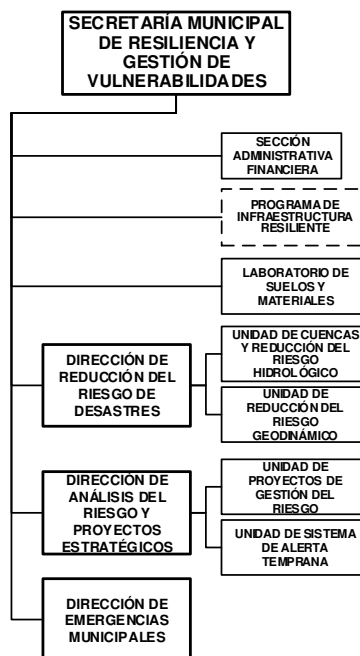 SECRETARÍA MUNICIPAL
DE RESILIENCIA Y
GESTIÓN DE
VULNERABILIDADES
SECCIÓN
ADMINISTRATIVA
FINANCIERA
PROGRAMA DE
INFRAESTRUCTURA
RESILIENTE
LABORATORIO DE
SUELOS Y
MATERIALES
DIRECCIÓN DE
REDUCCIÓN DEL
RIESGO DE
DESASTRES
UNIDAD DE CUENCAS
Y REDUCCIÓN DEL
RIESGO
HIDROLÓGICO
UNIDAD DE
REDUCCIÓN DEL
RIESGO
GEODINÁMICO
DIRECCIÓN DE
ANÁLISIS DEL
RIESGO Y
PROYECTOS
ESTRATÉGICOS
UNIDAD DE
PROYECTOS DE
GESTIÓN DEL
RIESGO
UNIDAD DE SISTEMA
DE ALERTA
TEMPRANA
DIRECCIÓN DE
EMERGENCIAS
MUNICIPALES